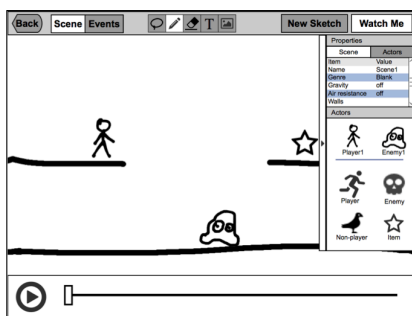 Back Scene Events T New Sketch Watch Me
Properties
Scene Actors
Item Value
Name Scene1
Genre Blank
Gravity off
Air resistance off
Walls
Actors
Player1 Enemy1
Player Enemy
Non-player Item